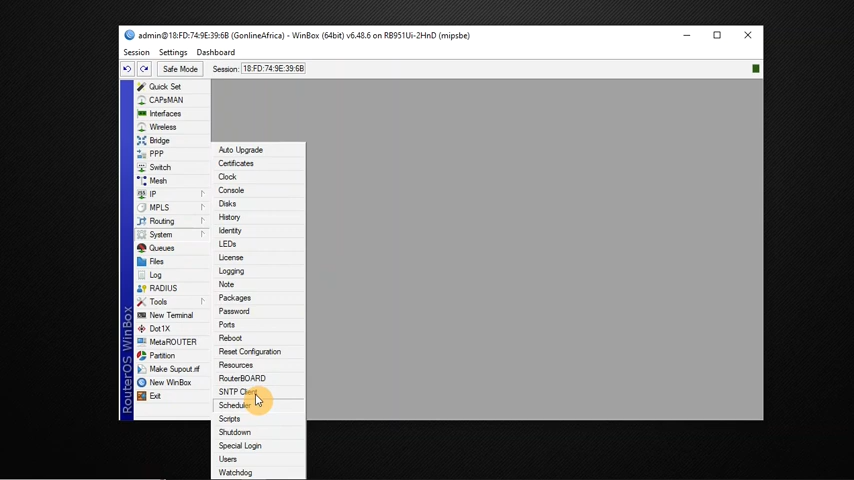 admin@18:FD:74:9E:39:6B (GonlineAfrica) - WinBox (64bit) v6.48.6 on RB951Ui-2HnD (mipsbe)
Session Settings Dashboard
Safe Mode Session: 18:FD:74:9E:39:6B
Quick Set
CAPsMAN
Interfaces
Wireless
Bridge
PPP
Switch
Mesh
IP
MPLS
Routing
System
Queues
Files
Log
RADIUS
Tools
New Terminal
Dot1X
MetaROUTER
Partition
Make Supout.rif
New WinBox
Exit
RouterOS WinBox
Auto Upgrade
Certificates
Clock
Console
Disks
History
Identity
LEDs
License
Logging
Note
Packages
Password
Ports
Reboot
Reset Configuration
Resources
RouterBOARD
SNTP Client
Scheduler
Scripts
Shutdown
Special Login
Users
Watchdog